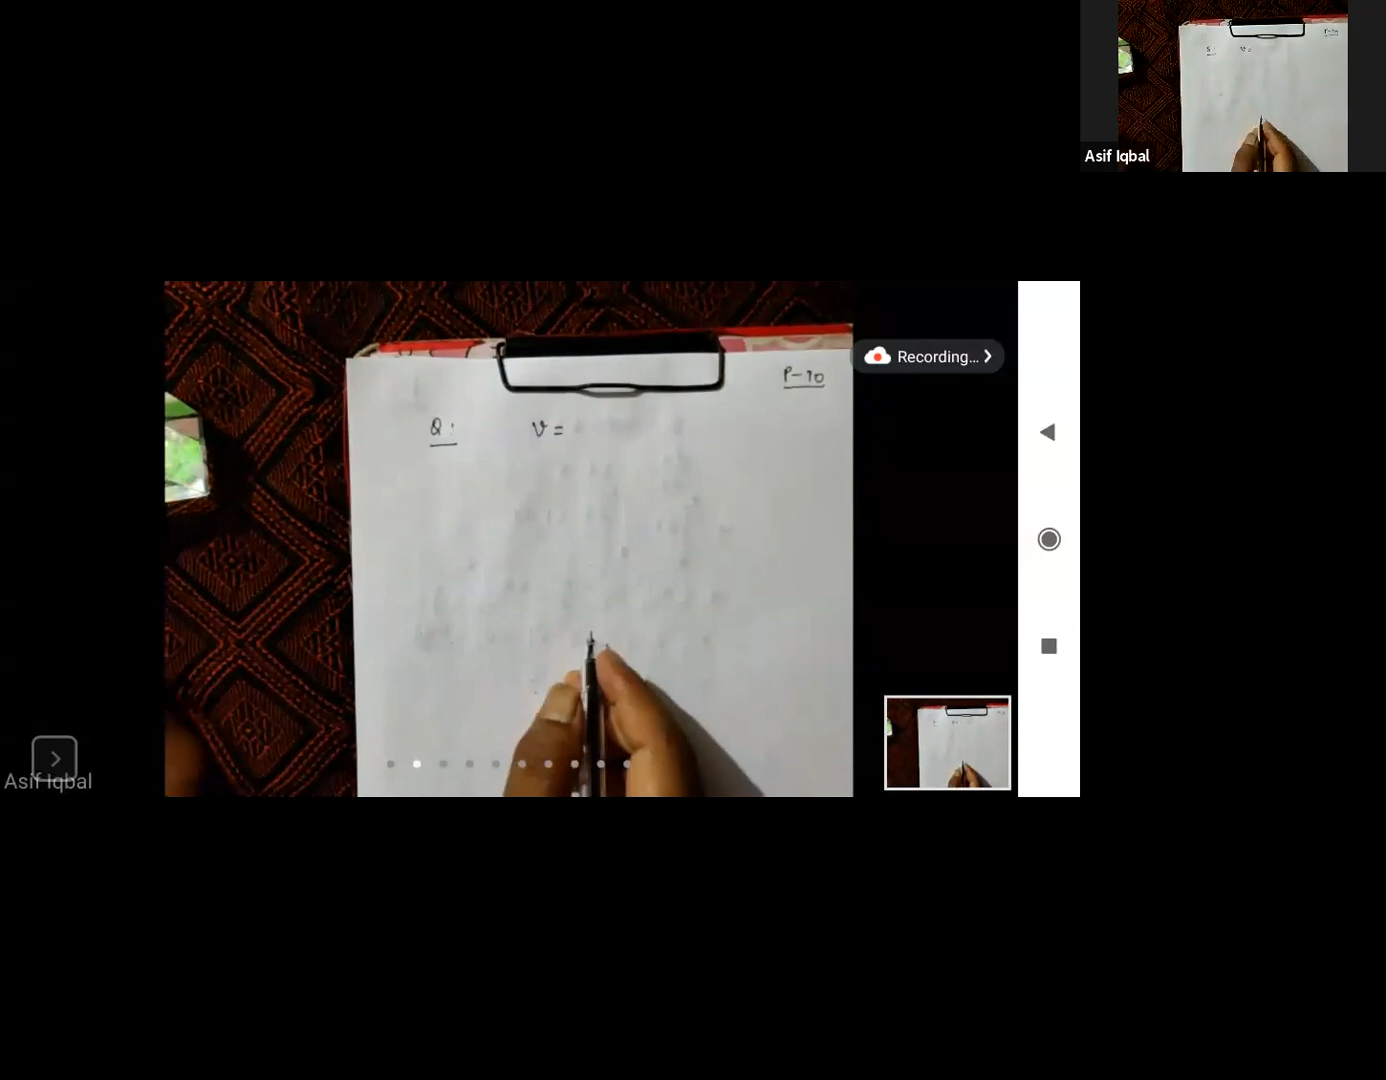 Asif Iqbal
Recording...
P-10
Q: V =
Asif Iqbal